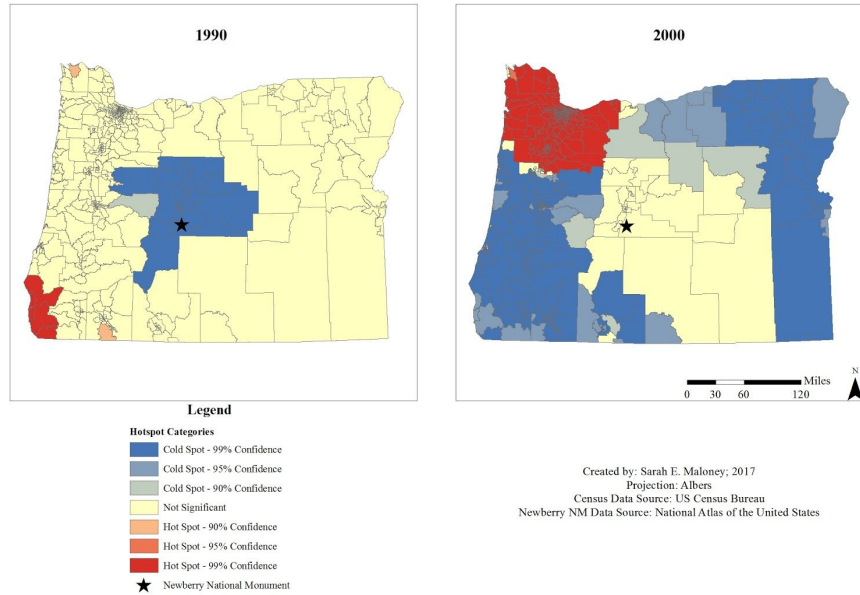 1990
2000
N
Miles
0 30 60 120
Legend
Hotspot Categories
Cold Spot - 99% Confidence
Cold Spot - 95% Confidence
Cold Spot - 90% Confidence
Not Significant
Hot Spot - 90% Confidence
Hot Spot - 95% Confidence
Hot Spot - 99% Confidence
Newberry National Monument
Created by: Sarah E. Maloney; 2017
Projection: Albers
Census Data Source: US Census Bureau
Newberry NM Data Source: National Atlas of the United States